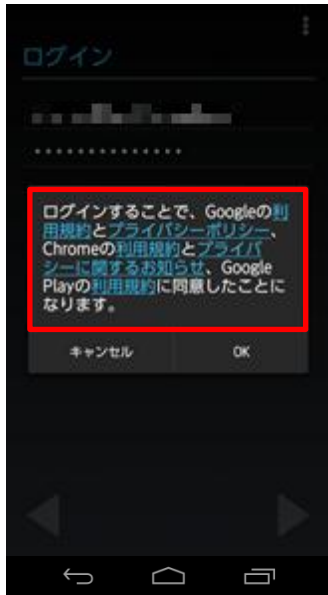 ログイン
ログインすることで、Googleの利
用規約とプライバシーポリシー、
Chromeの利用規約とプライバ
シーに関するお知らせ、Google
Playの利用規約に同意したことに
なります。
キャンセル OK